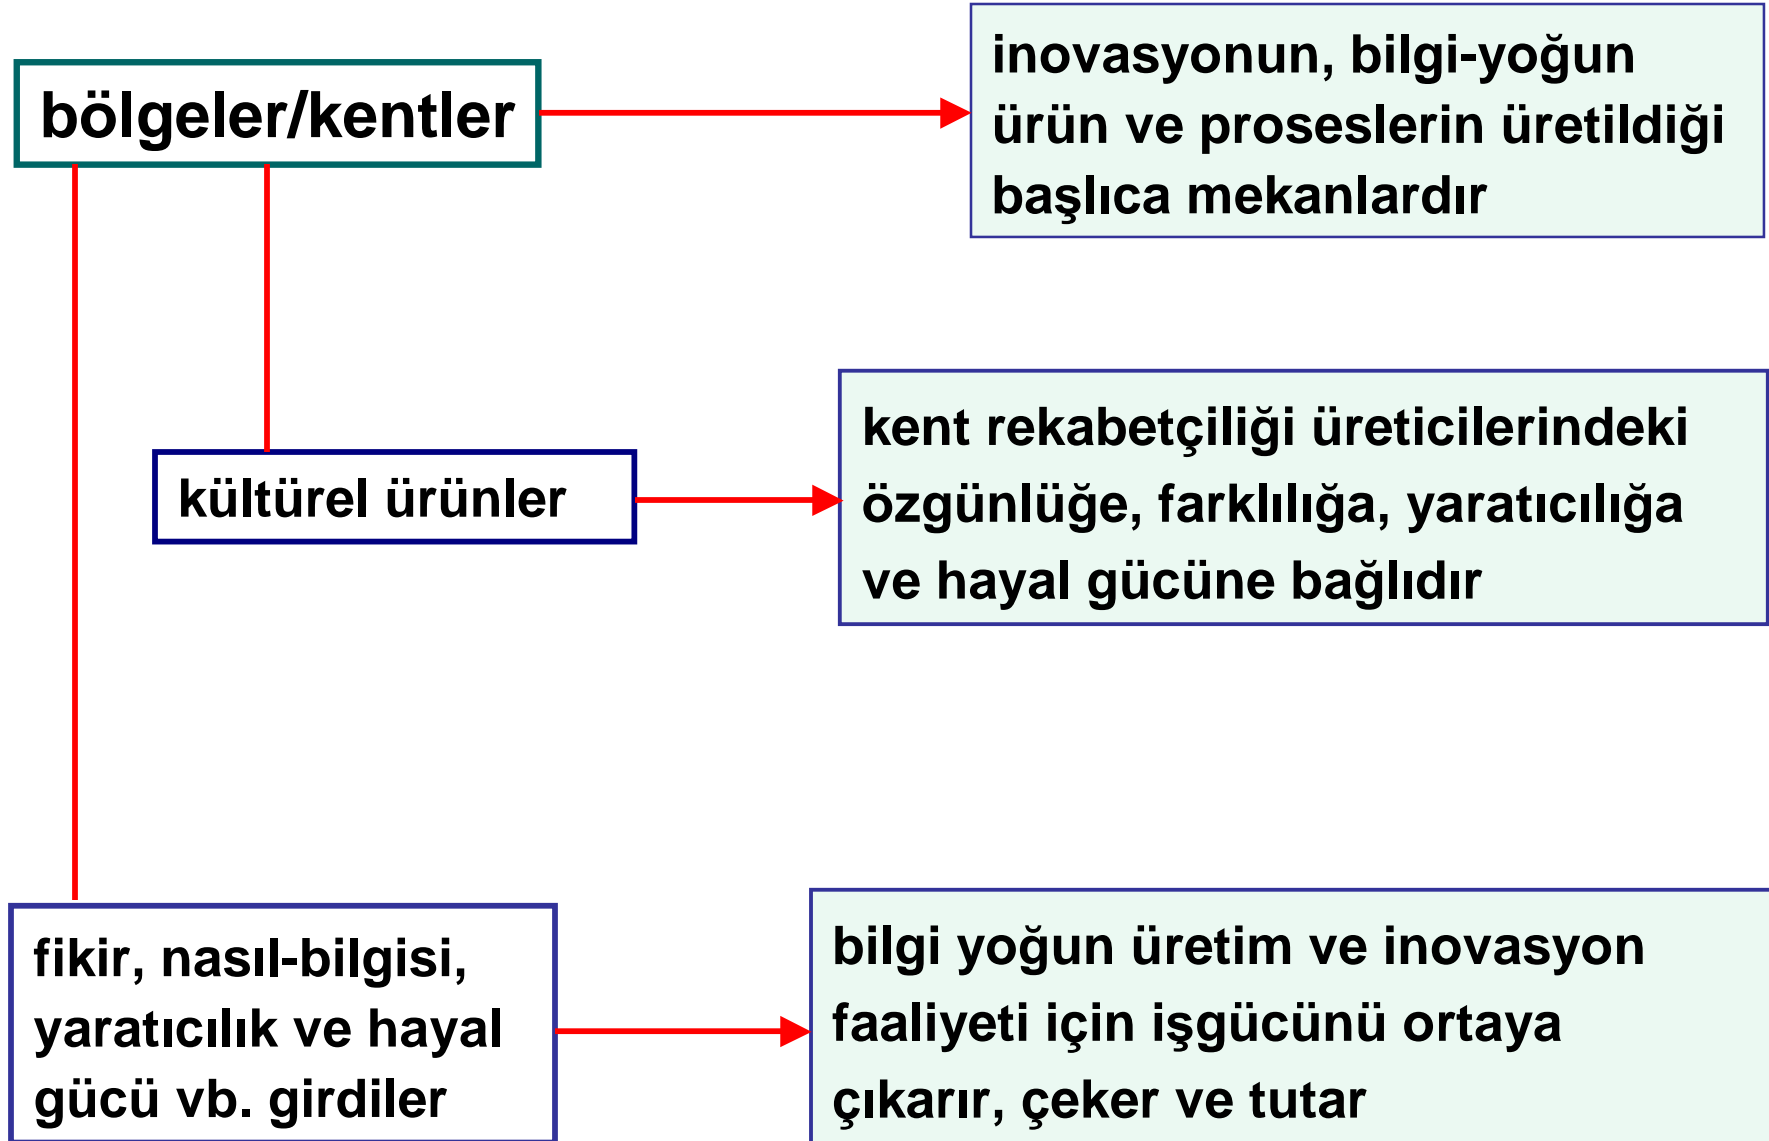 bölgeler/kentler
inovasyonun, bilgi-yoğun
ürün ve proseslerin üretildiği
başlıca mekanlardır
kültürel ürünler
kent rekabetçiliği üreticilerindeki
özgünlüğe, farklılığa, yaratıcılığa
ve hayal gücüne bağlıdır
fikir, nasıl-bilgisi,
yaratıcılık ve hayal
gücü vb. girdiler
bilgi yoğun üretim ve inovasyon
faaliyeti için işgücünü ortaya
çıkarır, çeker ve tutar